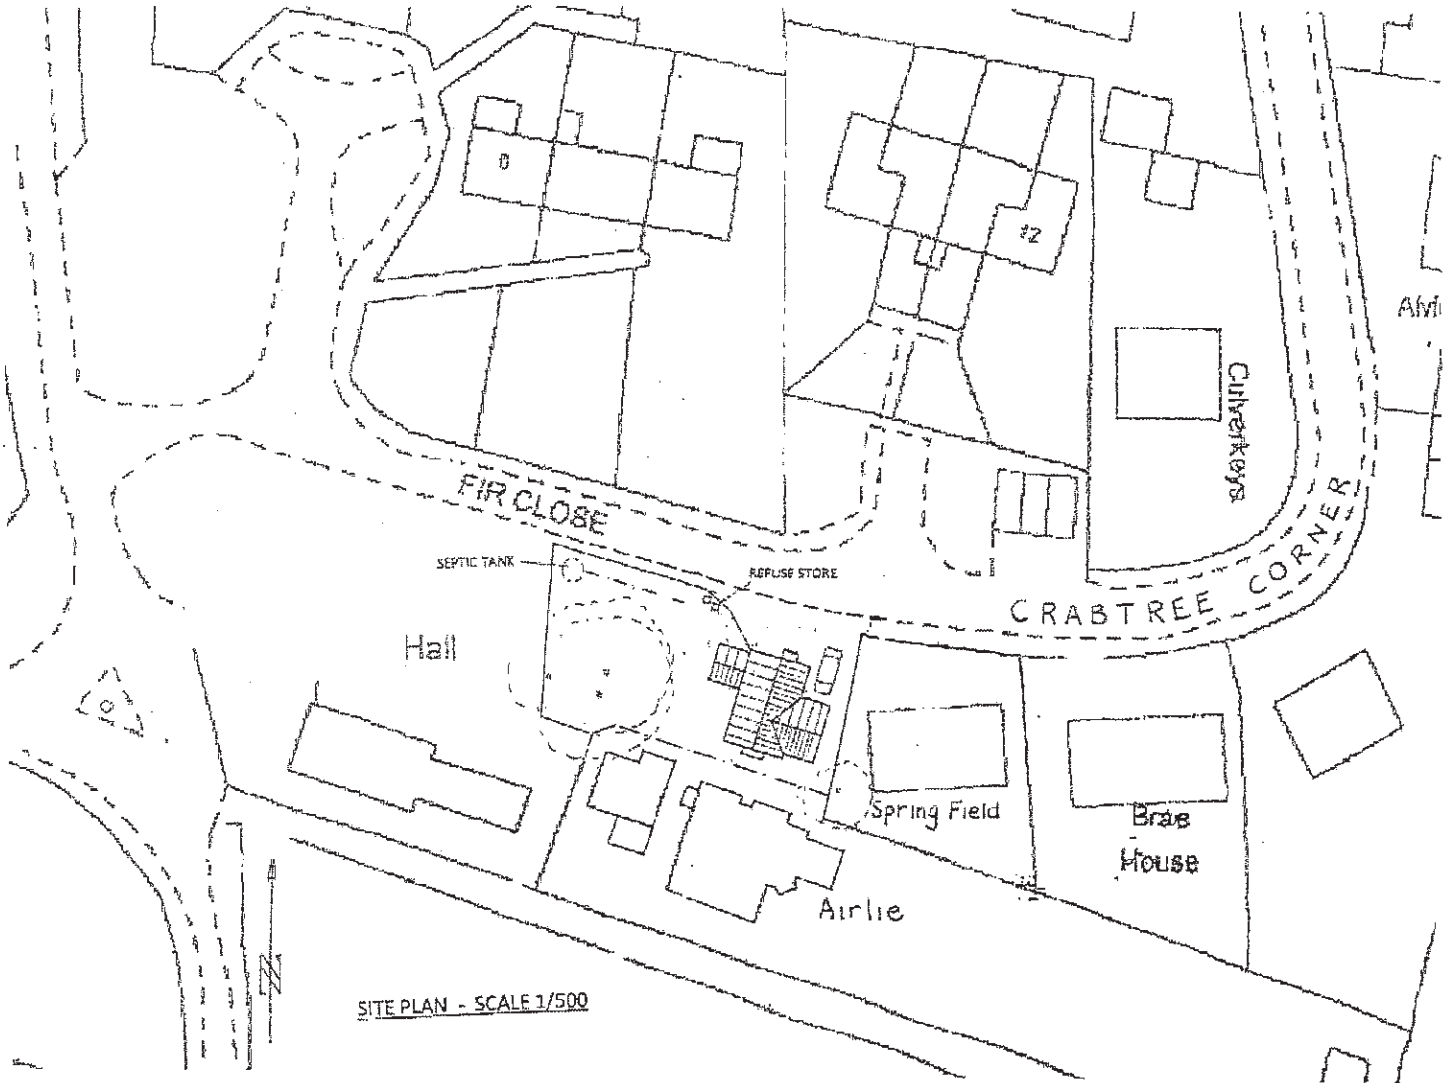 Culverkeys
FIR CLOSE
CRABTREE CORNER
SEPTIC TANK
REFUSE STORE
Hall
Spring Field
Brae
House
Airlie
N
SITE PLAN - SCALE 1/500